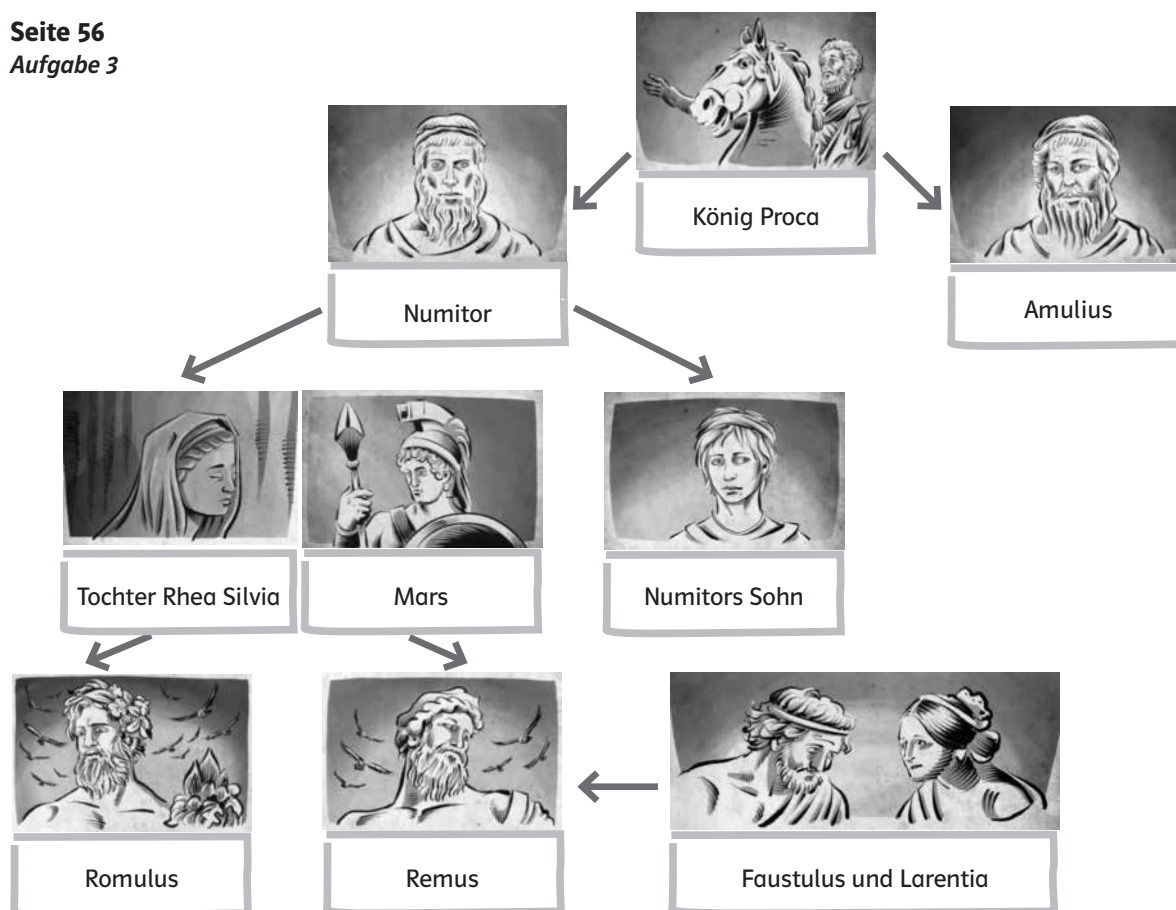 Seite 56
Aufgabe 3
König Proca
Numitor
Amulius
Tochter Rhea Silvia
Mars
Numitors Sohn
Romulus
Remus
Faustulus und Larentia